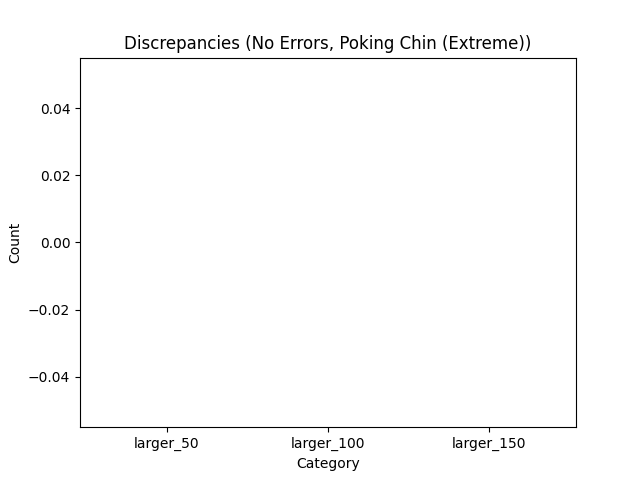 Discrepancies (No Errors, Poking Chin (Extreme))
0.04
0.02
0.00
−0.02
−0.04
Count
larger_50 larger_100 larger_150
Category